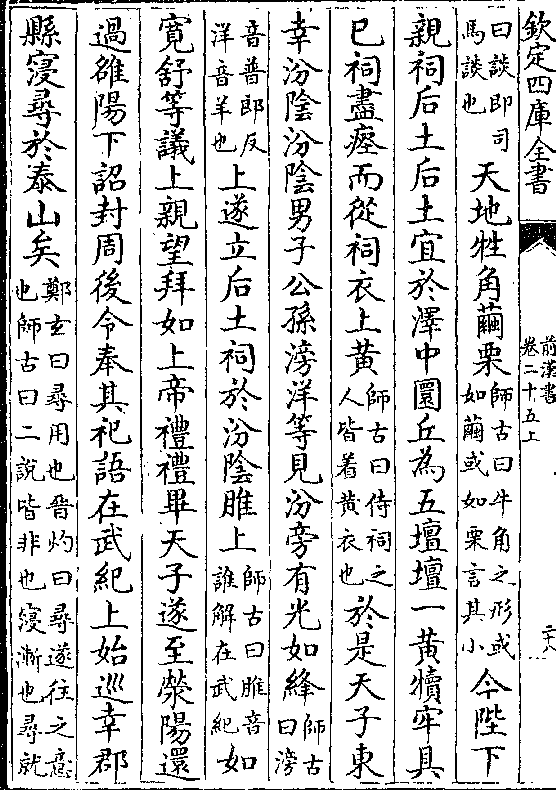 欽定四庫全書
前漢書
卷二十五上
二十八
曰談即司
馬談也
天地牲角繭栗
師古曰牛角之形或
如繭或如栗言其小
今陛下
親祠后土后土宜於澤中圜丘為五壇壇一黃犢牢具
已祠盡瘞而從祠衣上黃
師古曰侍祠之
人皆着黃衣也
於是天子東
幸汾陰汾陰男子公孫滂洋等見汾旁有光如絳
師古
曰滂
音普郎反
洋音羊也
上遂立后土祠於汾陰脽上
師古曰脽音
誰解在武紀
如
寛舒等議上親望拜如上帝禮禮畢天子遂至滎陽還
過雒陽下詔封周後令奉其祀語在武紀上始巡幸郡
縣寖尋於泰山矣
鄭玄曰尋用也晉灼曰尋遂往之意
也師古曰二說皆非也寖漸也尋就